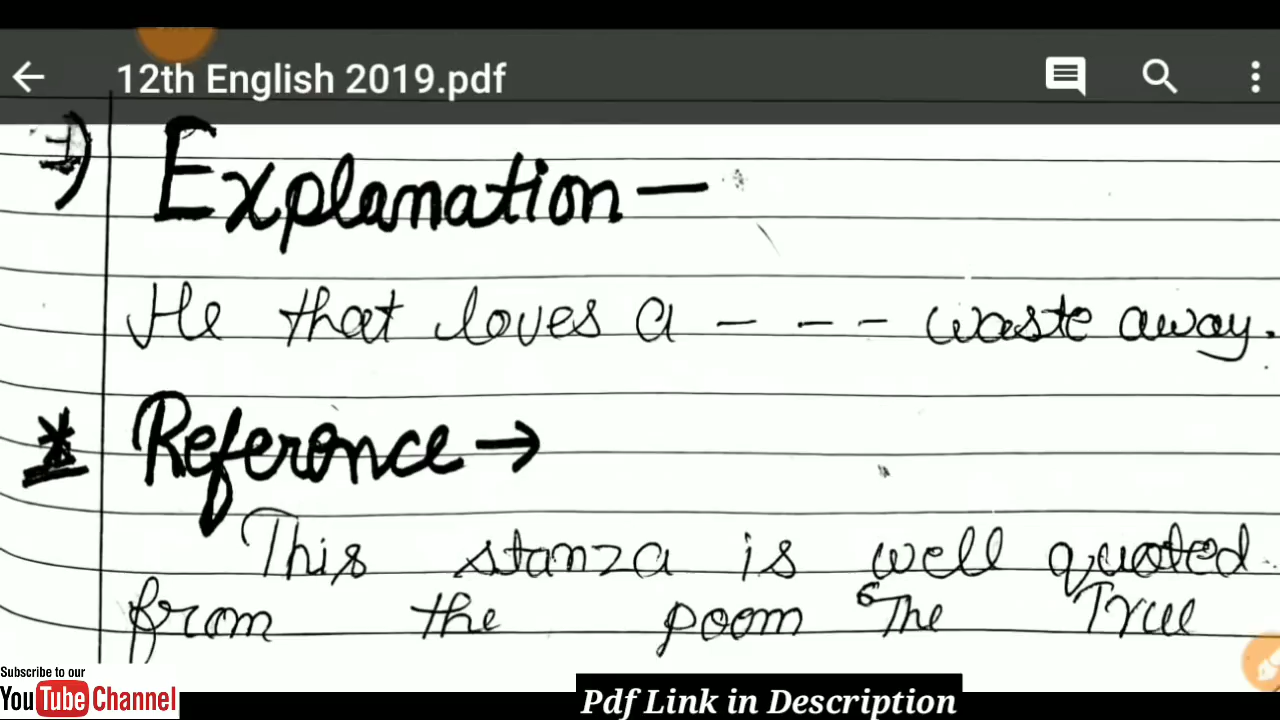 12th English 2019.pdf
Explanation —
He that loves a - - - waste away.
* Reference →
This stanza is well quoted
from the poom "The True
Subscribe to our
YouTube Channel
Pdf Link in Description